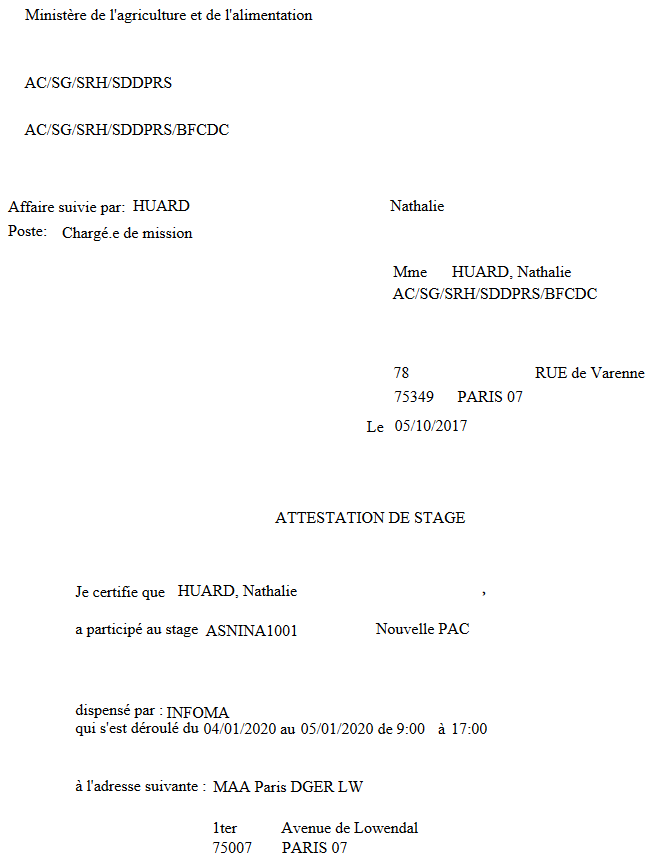 Ministère de l'agriculture et de l'alimentation
AC/SG/SRH/SDDPRS
AC/SG/SRH/SDDPRS/BFCDC
Affaire suivie par: HUARD Nathalie
Poste: Chargé.e de mission
Mme HUARD, Nathalie
AC/SG/SRH/SDDPRS/BFCDC
78 RUE de Varenne
75349 PARIS 07
Le 05/10/2017
ATTESTATION DE STAGE
Je certifie que HUARD, Nathalie ,
a participé au stage ASNINA1001 Nouvelle PAC
dispensé par : INFOMA
qui s'est déroulé du 04/01/2020 au 05/01/2020 de 9:00 à 17:00
à l'adresse suivante : MAA Paris DGER LW
1ter Avenue de Lowendal
75007 PARIS 07